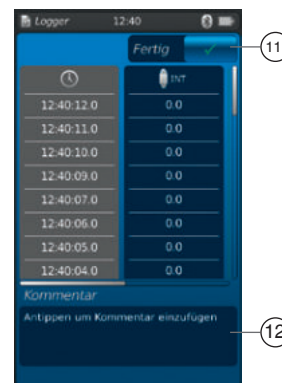 Logger 12:40
Fertig
11
INT
12:40:12.0 0.0
12:40:11.0 0.0
12:40:10.0 0.0
12:40:09.0 0.0
12:40:07.0 0.0
12:40:06.0 0.0
12:40:05.0 0.0
12:40:04.0 0.0
Kommentar
Antippen um Kommentar einzufügen
12